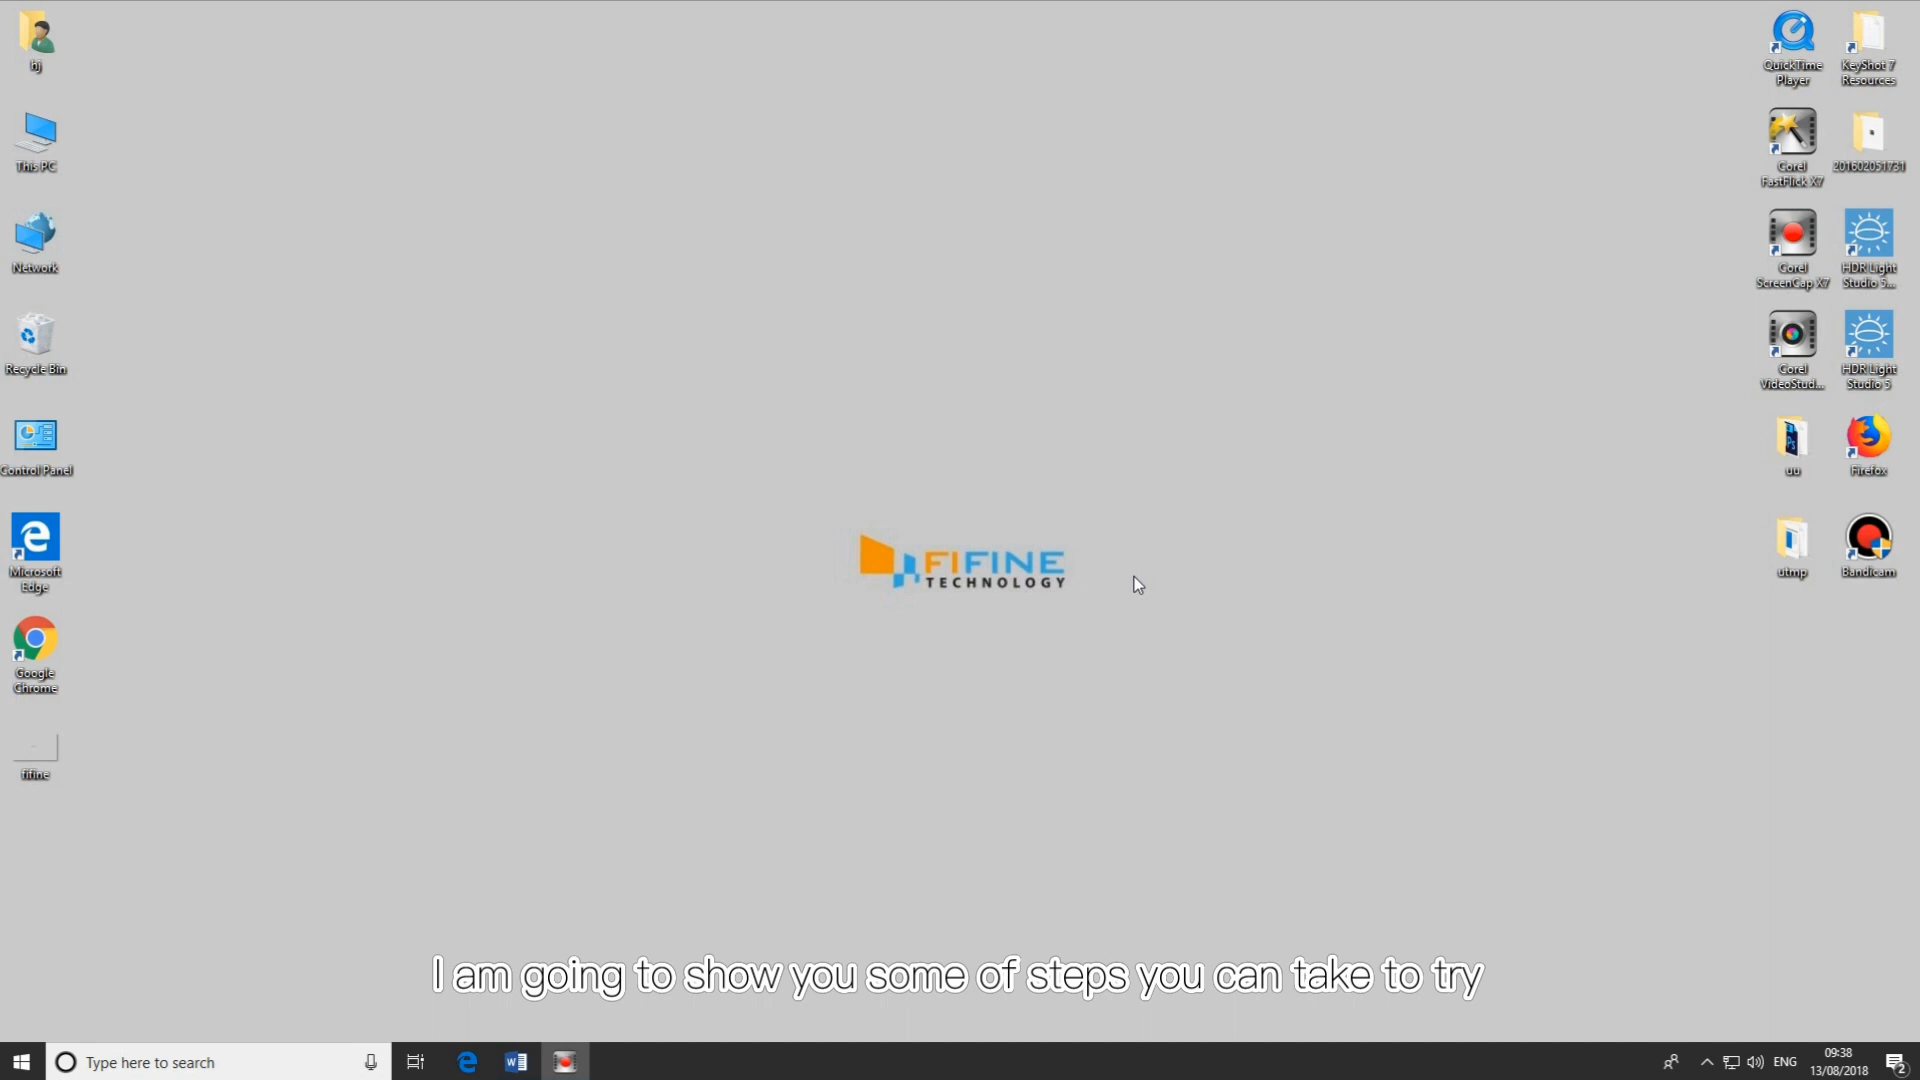 hj
This PC
Network
Recycle Bin
Control Panel
Microsoft
Edge
Google
Chrome
fifine
QuickTime
Player
KeyShot 7
Resources
Corel
FastFlick X7
201602051731
Corel
ScreenCap X7
HDR Light
Studio 5...
Corel
VideoStud...
HDR Light
Studio 5
Ps
uu
Firefox
utmp
Bandicam
FIFINE
TECHNOLOGY
I am going to show you some of steps you can take to try
Type here to search
ENG
09:38
13/08/2018
2